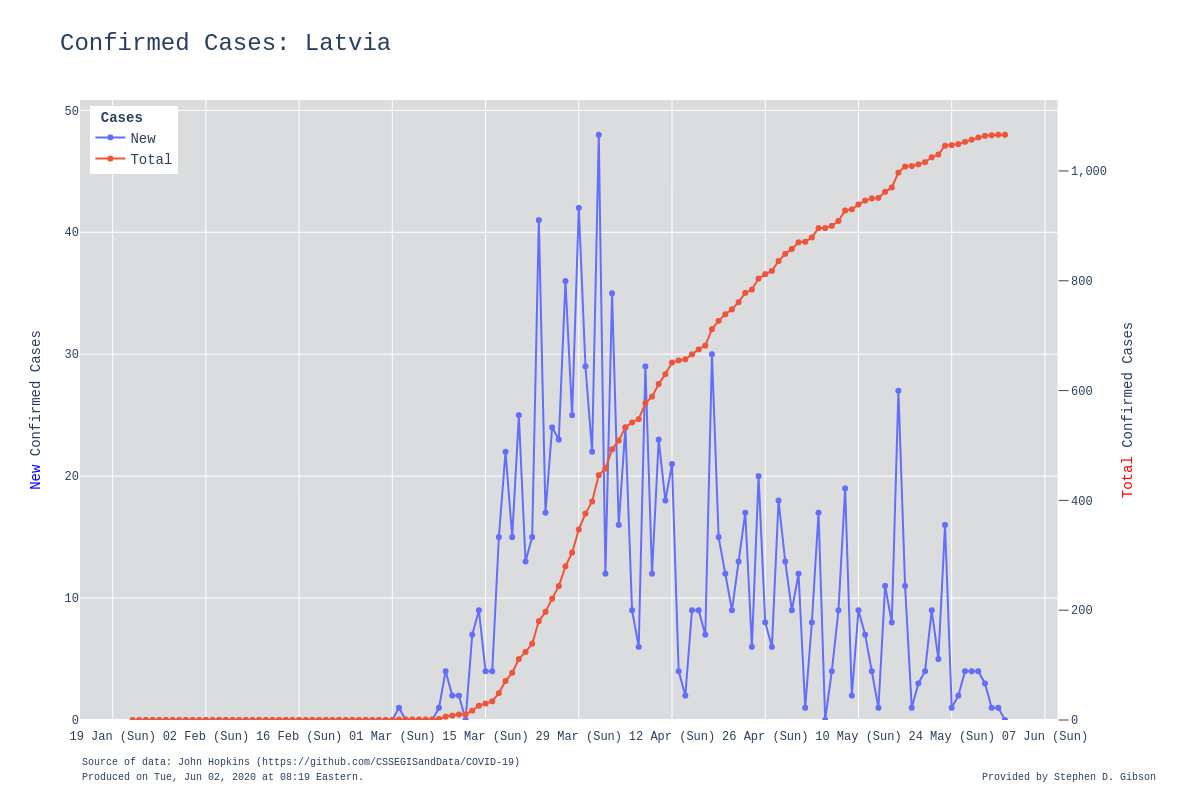 Confirmed Cases: Latvia
Cases
New
Total
50
40
30
20
10
0
1,000
800
600
400
200
0
New Confirmed Cases
Total Confirmed Cases
19 Jan (Sun) 02 Feb (Sun) 16 Feb (Sun) 01 Mar (Sun) 15 Mar (Sun) 29 Mar (Sun) 12 Apr (Sun) 26 Apr (Sun) 10 May (Sun) 24 May (Sun) 07 Jun (Sun)
Source of data: John Hopkins (https://github.com/CSSEGISandData/COVID-19)
Produced on Tue, Jun 02, 2020 at 08:19 Eastern.
Provided by Stephen D. Gibson